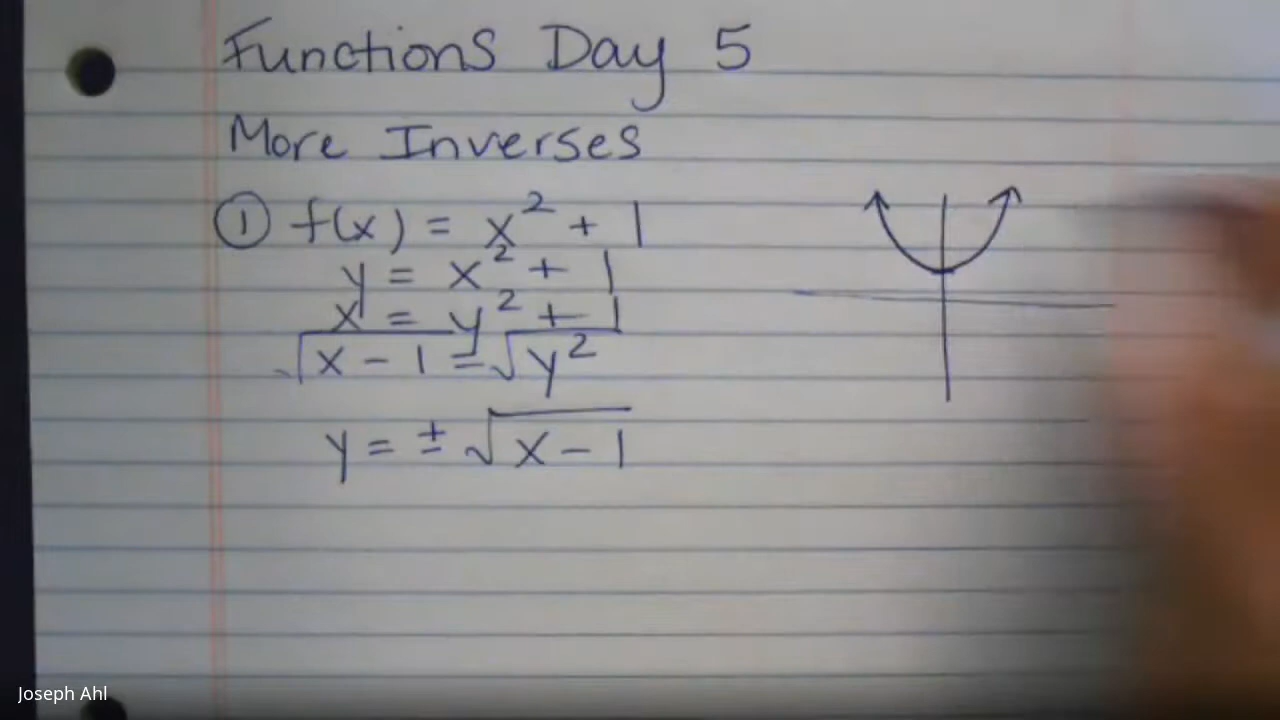 Functions Day 5
More Inverses
① f(x) = x² + 1
y = x² + 1
x = y² + 1
√(x - 1) = √(y²)
y = ± √(x - 1)
Joseph Ahl